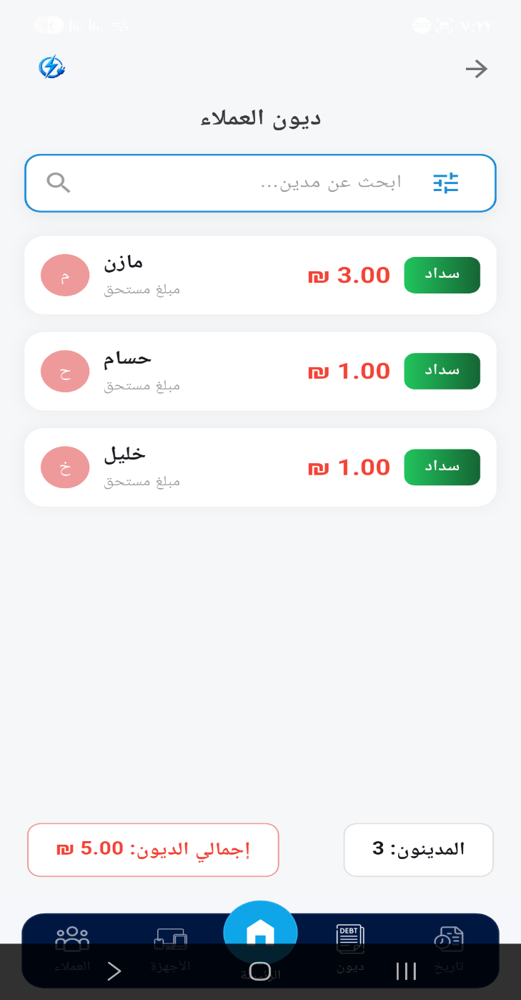 ٧:٢٢
ديون العملاء
ابحث عن مدين...
مازن
مبلغ مستحق
م
3.00 ₪
سداد
حسام
مبلغ مستحق
ح
1.00 ₪
سداد
خليل
مبلغ مستحق
خ
1.00 ₪
سداد
المدينون: 3
إجمالي الديون: 5.00 ₪
DEBT
تاريخ
ديون
الرئيسة
الأجهزة
العملاء